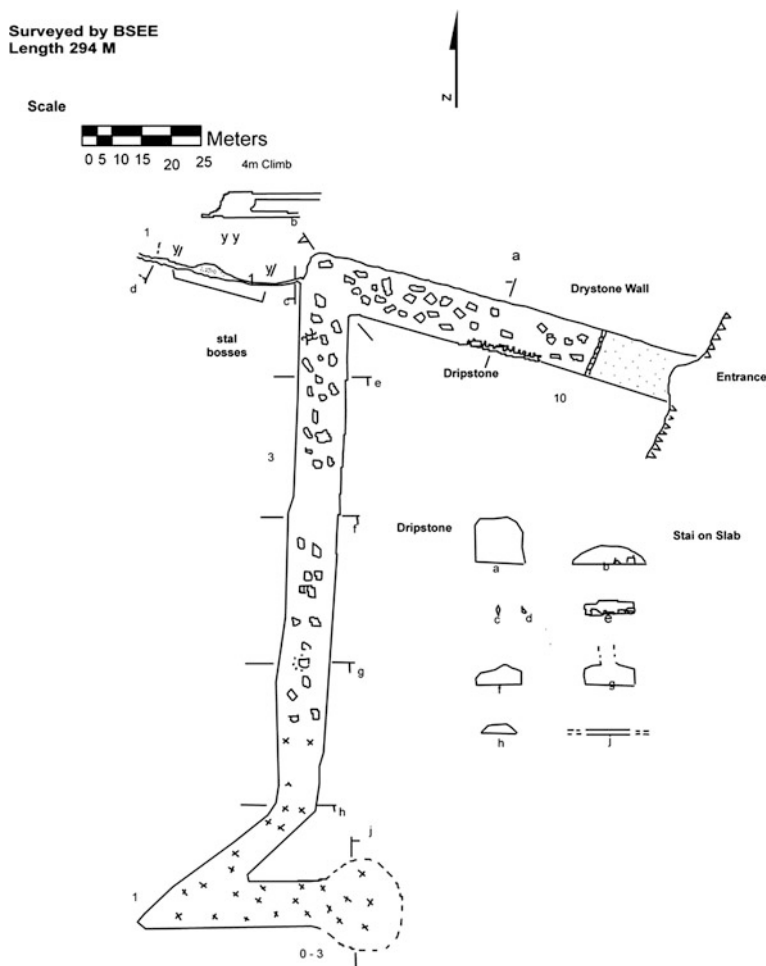 Surveyed by BSEE
Length 294 M
N
Scale
Meters
0 5 10 15 20 25
4m Climb
b
y y
1
y
y
1
a
d
c
Drystone Wall
stal
bosses
Dripstone
Entrance
e
10
3
f
Dripstone
Stai on Slab
a
b
c
d
e
g
f
g
h
j
h
j
1
0 - 3